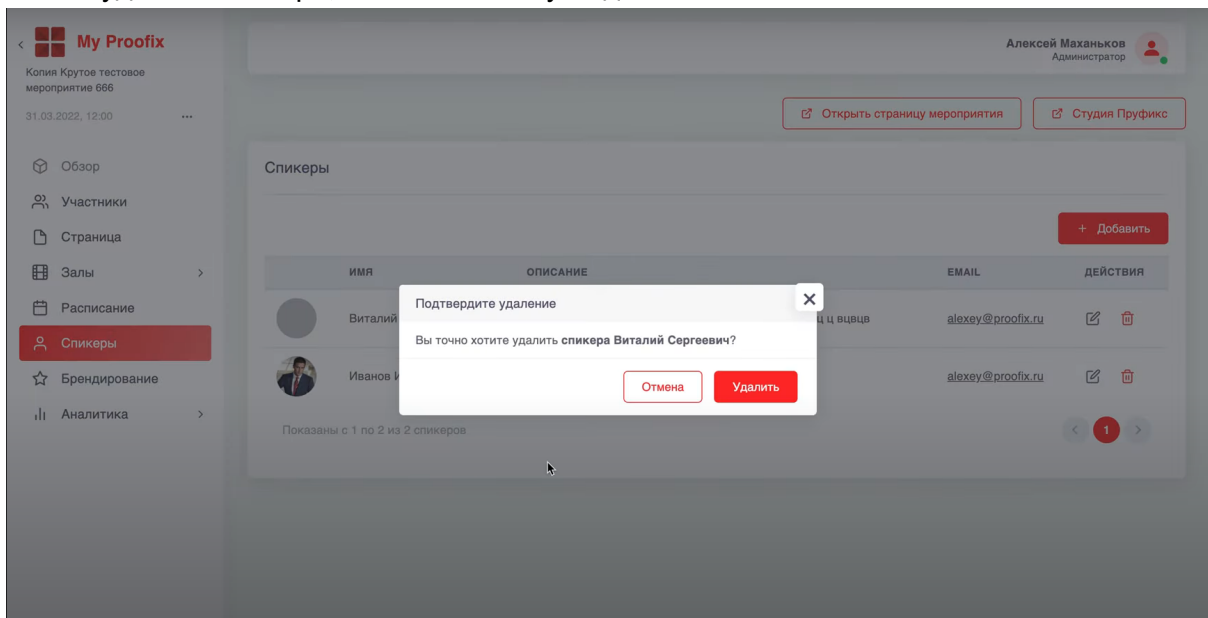 My Proofix
Копия Крутое тестовое
мероприятие 666
31.03.2022, 12:00
Обзор
Участники
Страница
Залы
Расписание
Спикеры
Брендирование
Аналитика
Алексей Маханьков
Администратор
Открыть страницу мероприятия
Студия Пруфикс
Спикеры
+ Добавить
ИМЯ ОПИСАНИЕ EMAIL ДЕЙСТВИЯ
Виталий ц ц вцвцв alexey@proofix.ru
Иванов alexey@proofix.ru
Подтвердите удаление
Вы точно хотите удалить спикера Виталий Сергеевич?
Отмена Удалить
Показаны с 1 по 2 из 2 спикеров
1